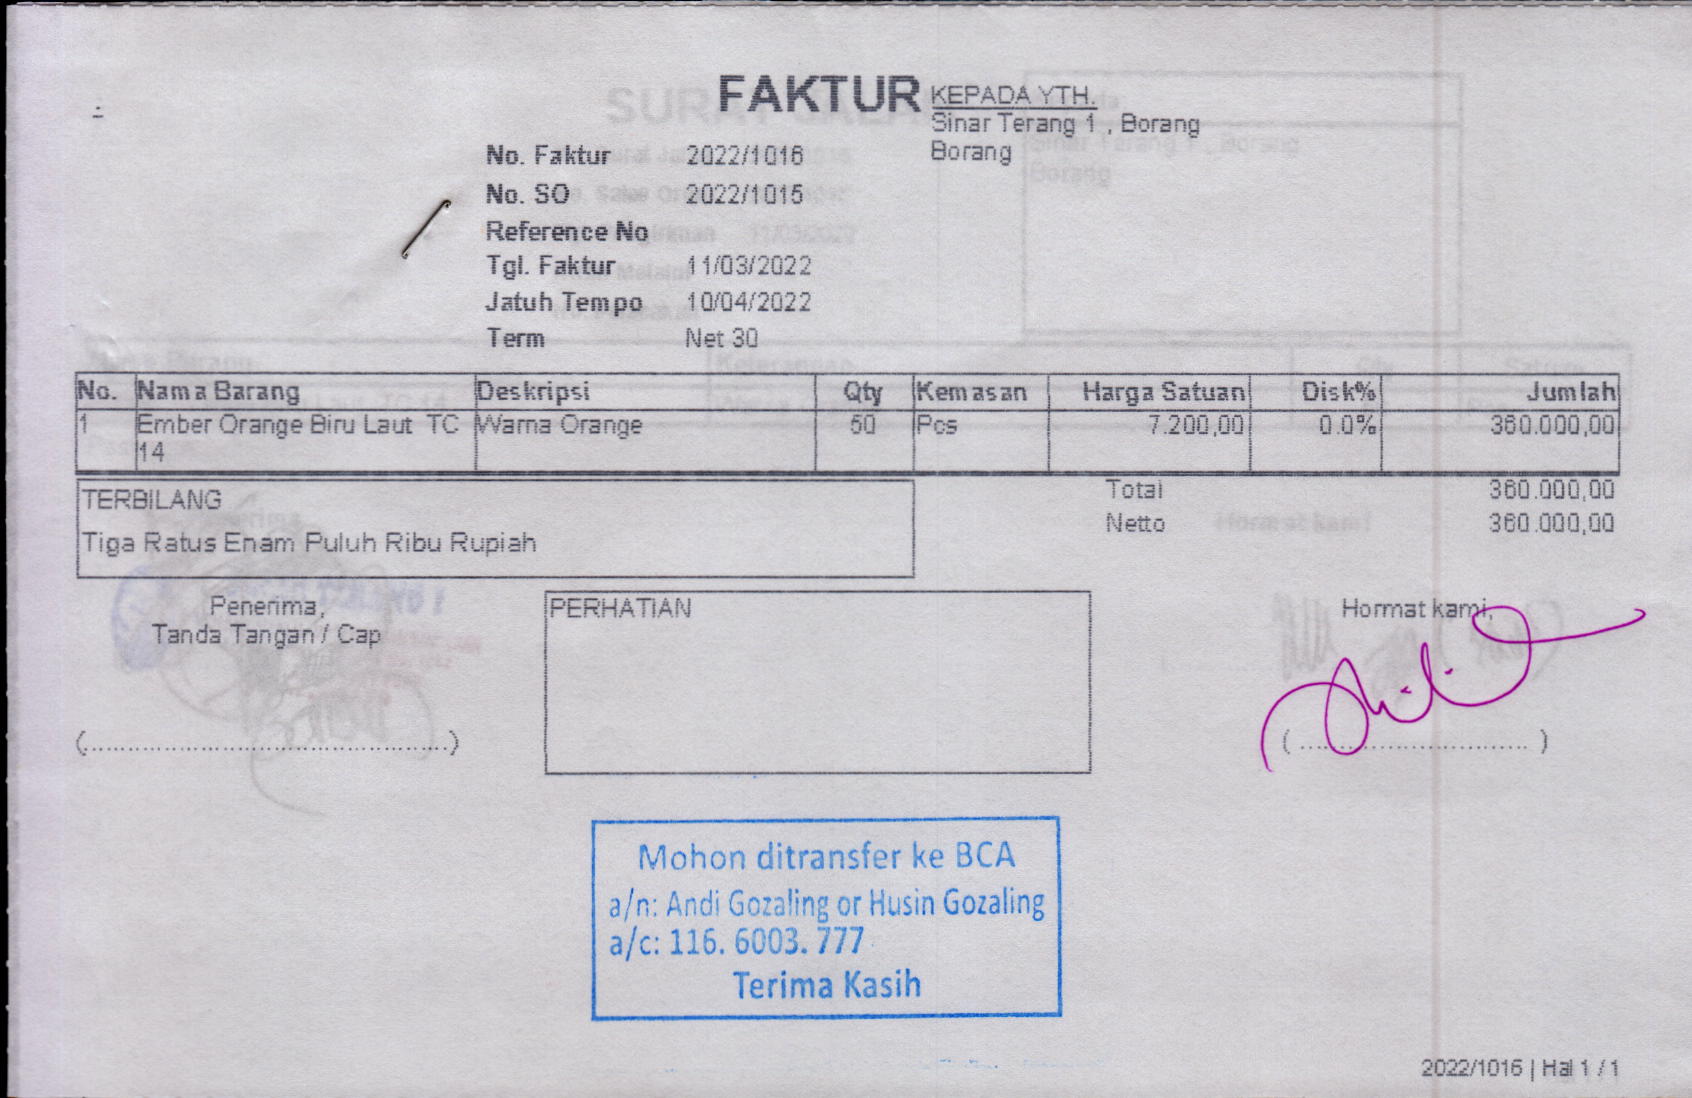 FAKTUR
KEPADA YTH.
Sinar Terang 1 , Borang
Borang
No. Faktur 2022/1016
No. SO 2022/1015
Reference No
Tgl. Faktur 11/03/2022
Jatuh Tempo 10/04/2022
Term Net 30
No. Nama Barang Deskripsi Qty Kemasan Harga Satuan Disk% Jumlah
1 Ember Orange Biru Laut TC Warna Orange 50 Pcs 7.200,00 0.0% 360.000,00
14
TERBILANG
Tiga Ratus Enam Puluh Ribu Rupiah
Total 360.000,00
Netto 360.000,00
Penerima,
Tanda Tangan / Cap
PERHATIAN
Hormat kami,
(......................................................)
(.................................. )
Mohon ditransfer ke BCA
a/n: Andi Gozaling or Husin Gozaling
a/c: 116. 6003. 777
Terima Kasih
2022/1016 | Hal 1 / 1